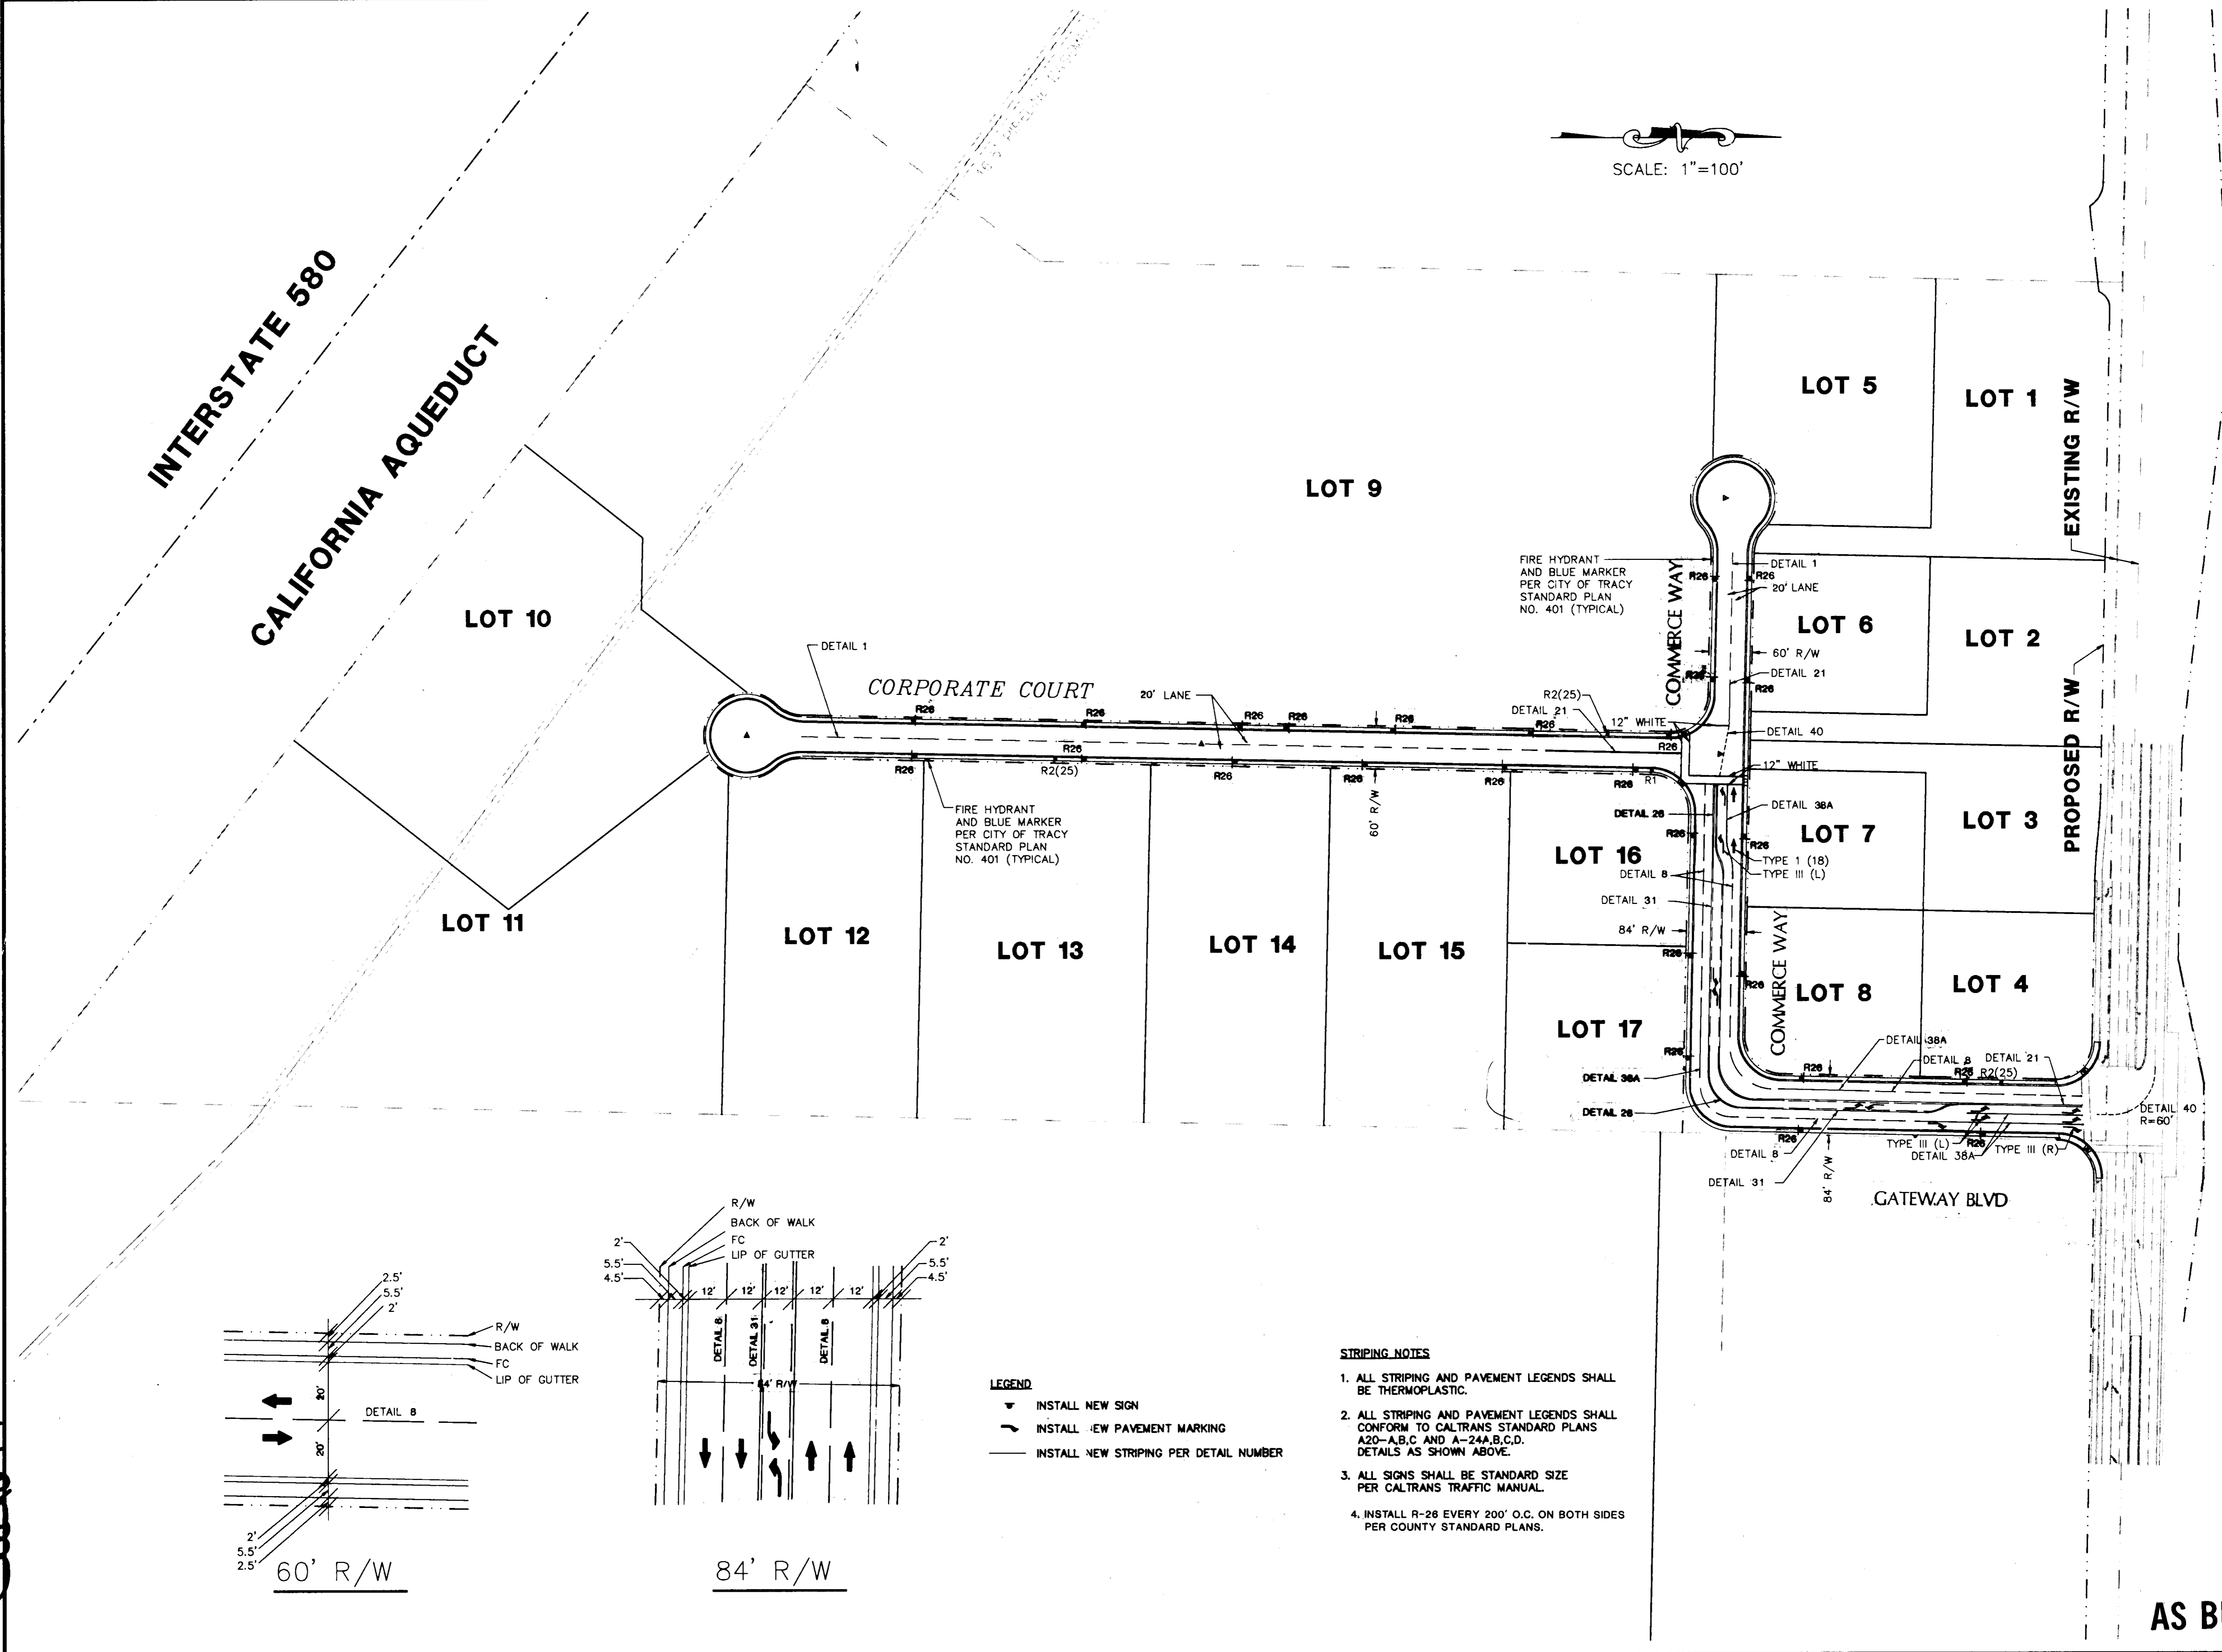 SCALE: 1"=100'
INTERSTATE 580
CALIFORNIA AQUEDUCT
LOT 5
LOT 1
EXISTING R/W
LOT 9
FIRE HYDRANT
AND BLUE MARKER
PER CITY OF TRACY
STANDARD PLAN
NO. 401 (TYPICAL)
COMMERCE WAY
R26
R26
DETAIL 1
20' LANE
LOT 10
LOT 6
LOT 2
60' R/W
DETAIL 21
R26
R26
PROPOSED R/W
DETAIL 1
CORPORATE COURT
20' LANE
R2(25)
DETAIL 21
12" WHITE
DETAIL 40
R26
R26
R26
R26
R26
R26
R26
R26
R26
R2(25)
R26
R26
R26
R26
R1
12" WHITE
60' R/W
FIRE HYDRANT
AND BLUE MARKER
PER CITY OF TRACY
STANDARD PLAN
NO. 401 (TYPICAL)
DETAIL 26
DETAIL 38A
R26
R26
LOT 7
LOT 3
LOT 16
TYPE 1 (18)
TYPE III (L)
DETAIL 8
DETAIL 31
84' R/W
LOT 11
LOT 12
LOT 13
LOT 14
LOT 15
R26
R26
COMMERCE WAY
LOT 8
LOT 4
LOT 17
R26
DETAIL 38A
DETAIL 8
DETAIL 21
R26
R26
R2(25)
DETAIL 38A
DETAIL 26
DETAIL 40
R=60'
R26
TYPE III (L)
R26
DETAIL 38A
TYPE III (R)
DETAIL 8
DETAIL 31
84' R/W
GATEWAY BLVD
R/W
BACK OF WALK
FC
LIP OF GUTTER
2'
5.5'
4.5'
2'
5.5'
4.5'
12'
12'
12'
12'
12'
DETAIL 8
DETAIL 31
DETAIL 8
84' R/W
84' R/W
2.5'
5.5'
2'
R/W
BACK OF WALK
FC
LIP OF GUTTER
20'
DETAIL 8
20'
2'
5.5'
2.5'
60' R/W
LEGEND
INSTALL NEW SIGN
INSTALL EW PAVEMENT MARKING
INSTALL NEW STRIPING PER DETAIL NUMBER
STRIPING NOTES
1. ALL STRIPING AND PAVEMENT LEGENDS SHALL
BE THERMOPLASTIC.
2. ALL STRIPING AND PAVEMENT LEGENDS SHALL
CONFORM TO CALTRANS STANDARD PLANS
A20-A,B,C AND A-24A,B,C,D.
DETAILS AS SHOWN ABOVE.
3. ALL SIGNS SHALL BE STANDARD SIZE
PER CALTRANS TRAFFIC MANUAL.
4. INSTALL R-26 EVERY 200' O.C. ON BOTH SIDES
PER COUNTY STANDARD PLANS.
AS B